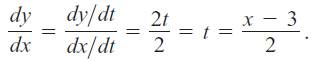 dy/dx = (dy/dt)/(dx/dt) = 2t/2 = t = (x − 3)/2.